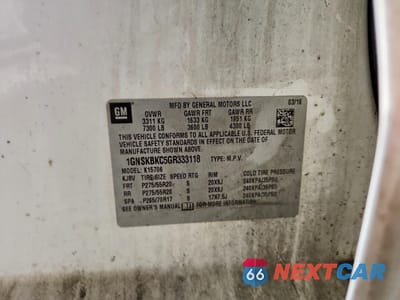 GM
MFD BY GENERAL MOTORS LLC
03/16
GVWR GAWR FRT GAWR RR
3311 KG 1633 KG 1951 KG
7300 LB 3600 LB 4300 LB
THIS VEHICLE CONFORMS TO ALL APPLICABLE U.S. FEDERAL MOTOR
VEHICLE SAFETY STANDARDS IN EFFECT ON THE DATE OF
MANUFACTURE SHOWN ABOVE.
1GNSKBKC5GR333118 TYPE: M.P.V.
MODEL: K15706
TIRE SIZE SPEED RTG RIM COLD TIRE PRESSURE
FRT P275/55R20 S 20X9J
RR P275/55R20 S 20X9J
SPA P265/70R17 S 17X7.5J
SEE OWNER'S MANUAL FOR MORE INFORMATION.
66 NEXTCAR